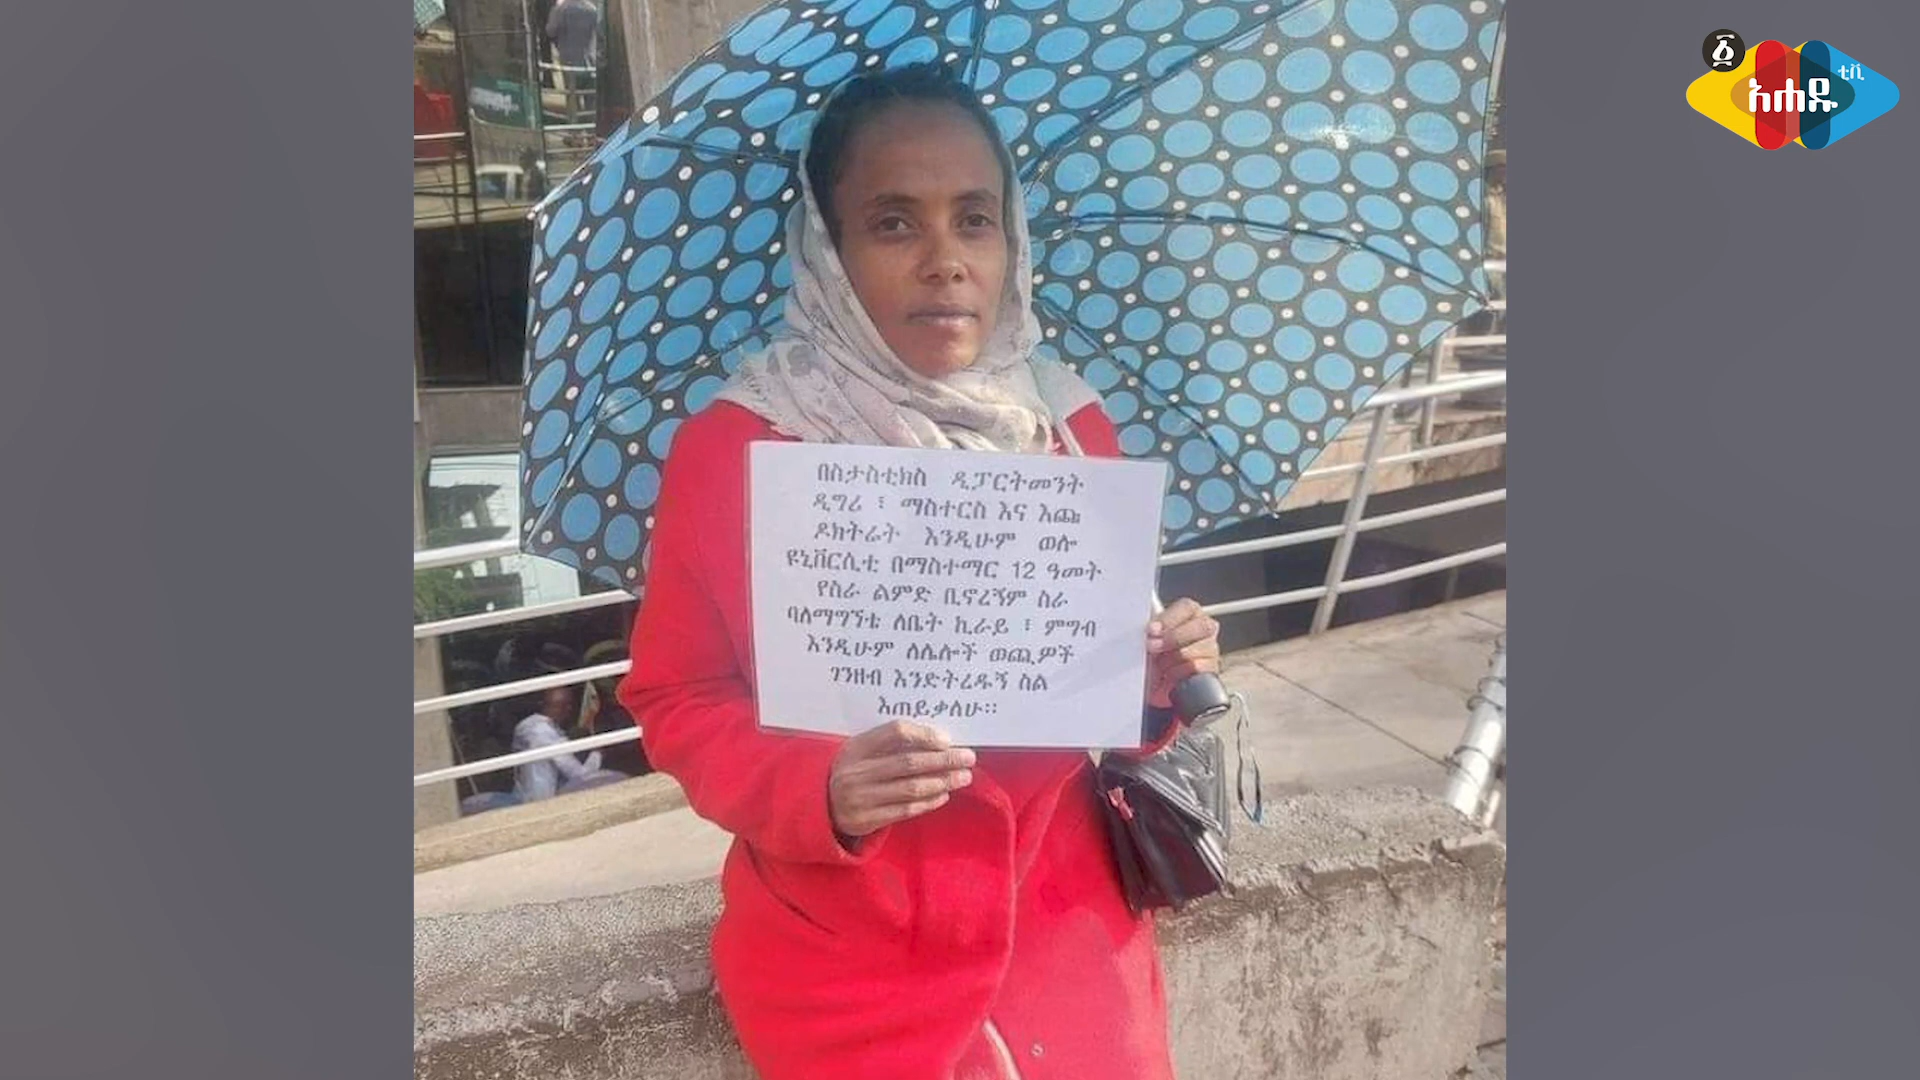 አሐዱ
ቲቪ
በስታስቲክስ ዲፓርትመንት
ዲግሪ ፣ ማስተርስ እና እጩ
ዶክትሬት እንዲሁም ወሎ
ዩኒቨርሲቲ በማስተማር 12 ዓመት
የስራ ልምድ ቢኖረኝም ስራ
ባለማግኘቴ ለቤት ኪራይ ፣ ምግብ
እንዲሁም ለሌሎች ወጪዎች
ገንዘብ እንድትረዱኝ ስል
እጠይቃለሁ።